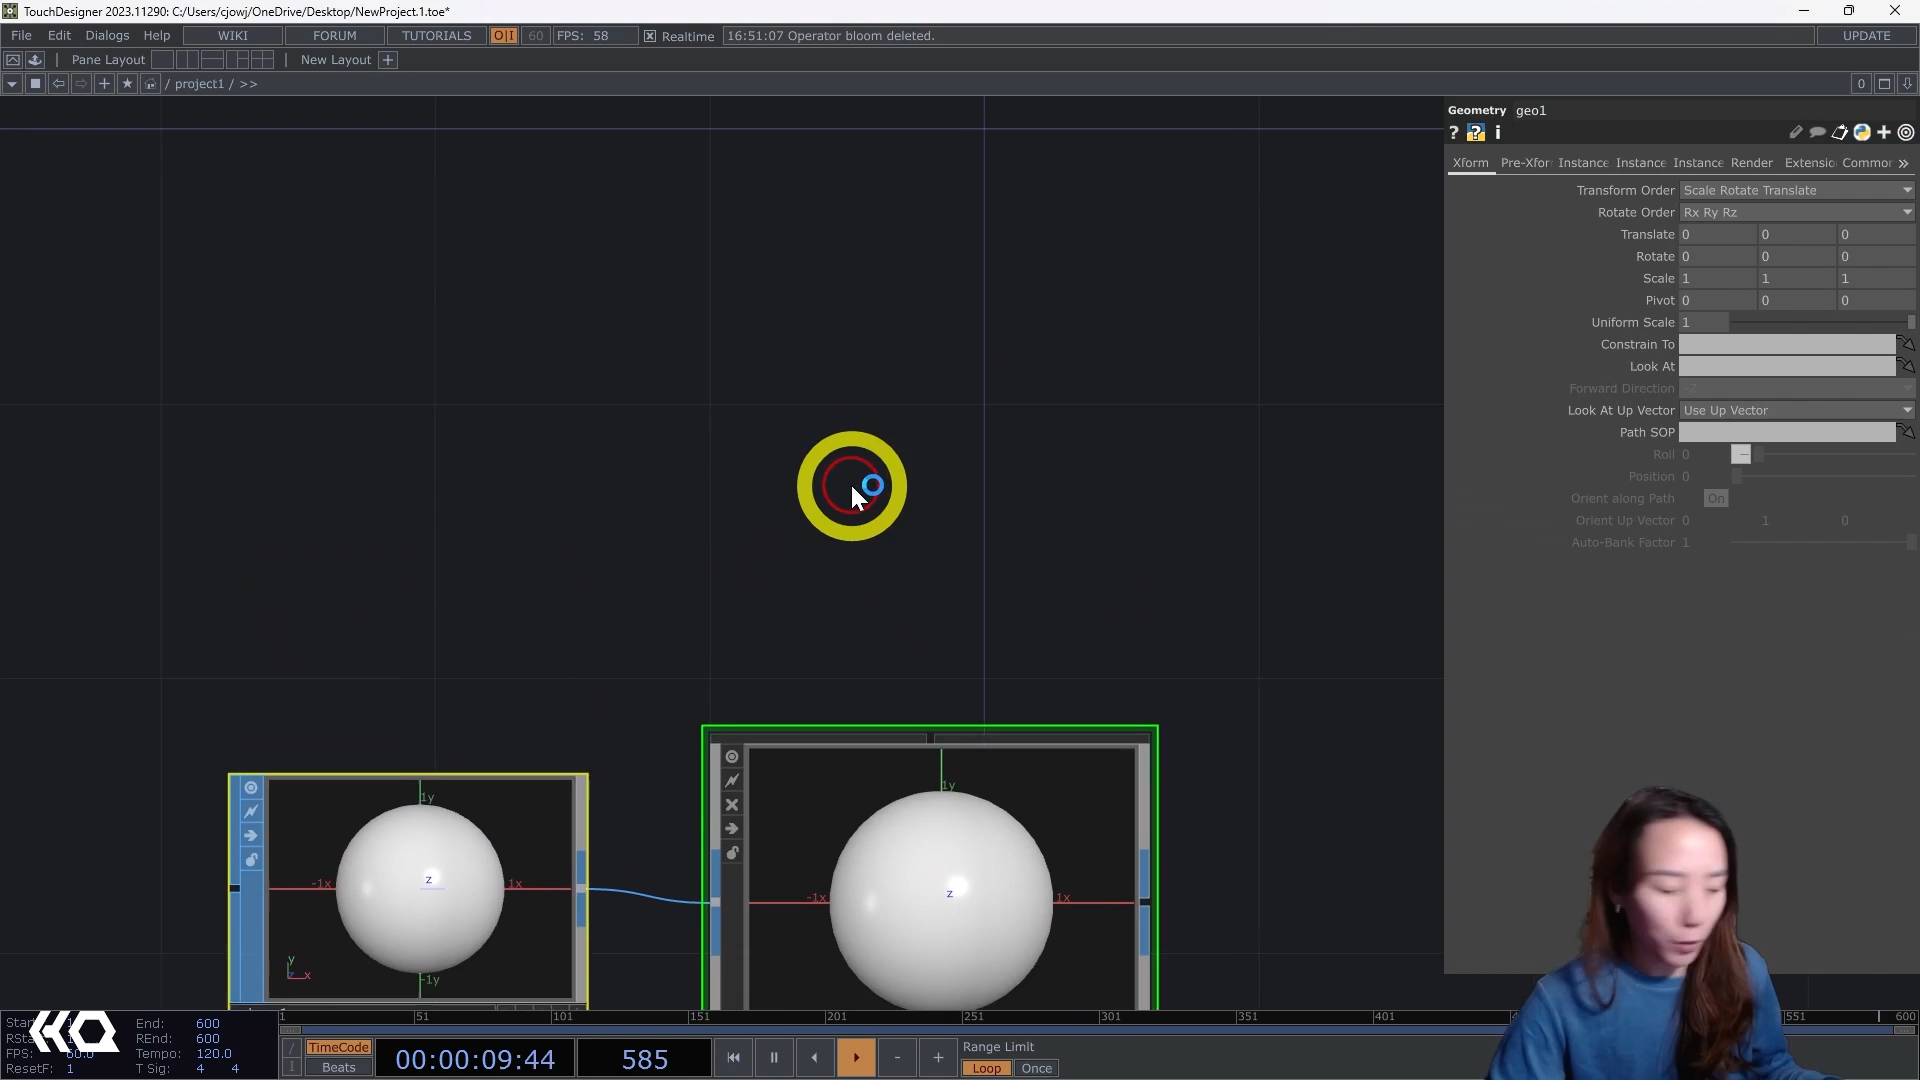 TouchDesigner 2023.11290: C:/Users/cjowj/OneDrive/Desktop/NewProject.1.toe*
File Edit Dialogs Help WIKI FORUM TUTORIALS O|I 60 FPS: 58 Realtime 16:51:07 Operator bloom deleted. UPDATE
Pane Layout New Layout +
/ project1 / >> 0
Geometry geo1
? ? i
Xform Pre-Xfor Instance Instance Instance Render Extensio Commor
Transform Order Scale Rotate Translate
Rotate Order Rx Ry Rz
Translate 0 0 0
Rotate 0 0 0
Scale 1 1 1
Pivot 0 0 0
Uniform Scale 1
Constrain To
Look At
Forward Direction -Z
Look At Up Vector Use Up Vector
Path SOP
Roll 0
Position 0
Orient along Path On
Orient Up Vector 0 1 0
Auto-Bank Factor 1
1y
-1x z 1x
y
x
-1y
1y
-1x z 1x
HQ
End: 600
REnd: 600
FPS: 60.0 Tempo: 120.0
ResetF: 1 T Sig: 4 4
1 51 101 151 201 251 301 351 401 551 600
TimeCode
Beats
00:00:09:44
585
Range Limit
Loop Once